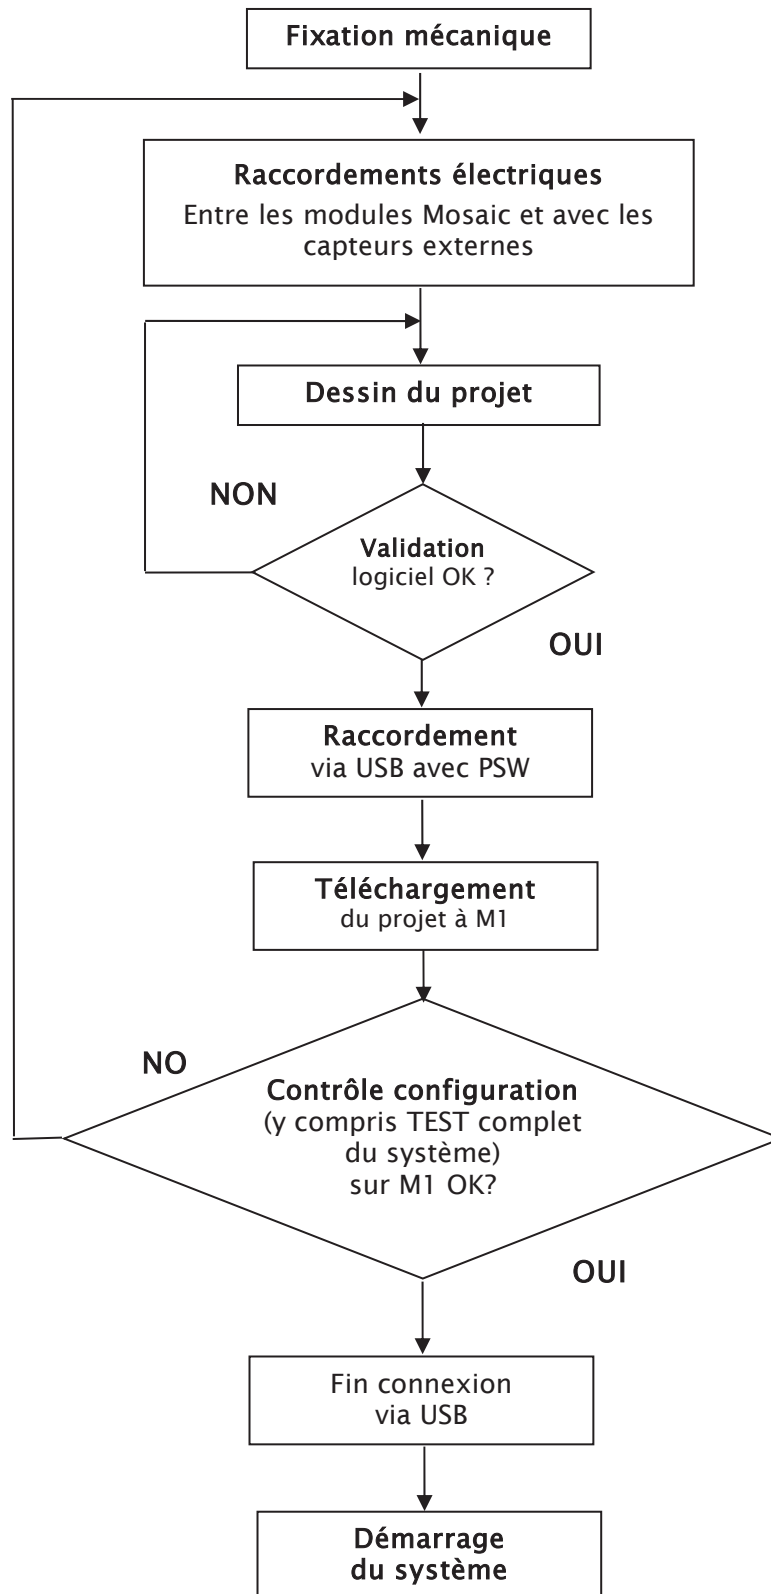 Fixation mécanique
Raccordements électriques
Entre les modules Mosaic et avec les
capteurs externes
Dessin du projet
NON
Validation
logiciel OK ?
OUI
Raccordement
via USB avec PSW
Téléchargement
du projet à M1
NO
Contrôle configuration
(y compris TEST complet
du système)
sur M1 OK?
OUI
Fin connexion
via USB
Démarrage
du système